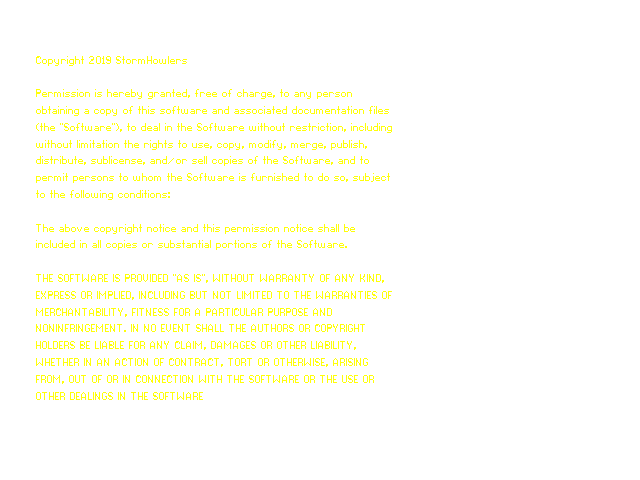 Copyright 2019 StormHowlers
Permission is hereby granted, free of charge, to any person
obtaining a copy of this software and associated documentation files
(the "Software"), to deal in the Software without restriction, including
without limitation the rights to use, copy, modify, merge, publish,
distribute, sublicense, and/or sell copies of the Software, and to
permit persons to whom the Software is furnished to do so, subject
to the following conditions:
The above copyright notice and this permission notice shall be
included in all copies or substantial portions of the Software.
THE SOFTWARE IS PROVIDED "AS IS", WITHOUT WARRANTY OF ANY KIND,
EXPRESS OR IMPLIED, INCLUDING BUT NOT LIMITED TO THE WARRANTIES OF
MERCHANTABILITY, FITNESS FOR A PARTICULAR PURPOSE AND
NONINFRINGEMENT. IN NO EVENT SHALL THE AUTHORS OR COPYRIGHT
HOLDERS BE LIABLE FOR ANY CLAIM, DAMAGES OR OTHER LIABILITY,
WHETHER IN AN ACTION OF CONTRACT, TORT OR OTHERWISE, ARISING
FROM, OUT OF OR IN CONNECTION WITH THE SOFTWARE OR THE USE OR
OTHER DEALINGS IN THE SOFTWARE